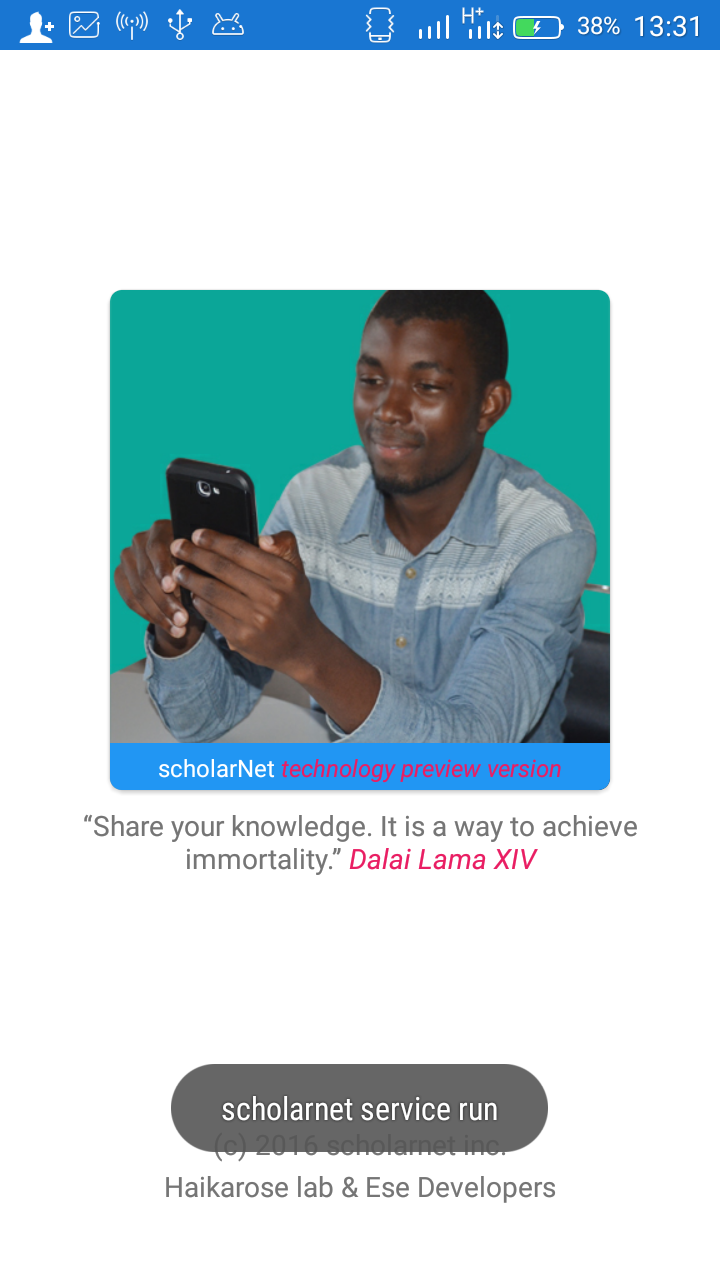 H+ 38% 13:31
scholarNet technology preview version
“Share your knowledge. It is a way to achieve
immortality.” Dalai Lama XIV
scholarnet service run
(c) 2016 scholarnet inc.
Haikarose lab & Ese Developers